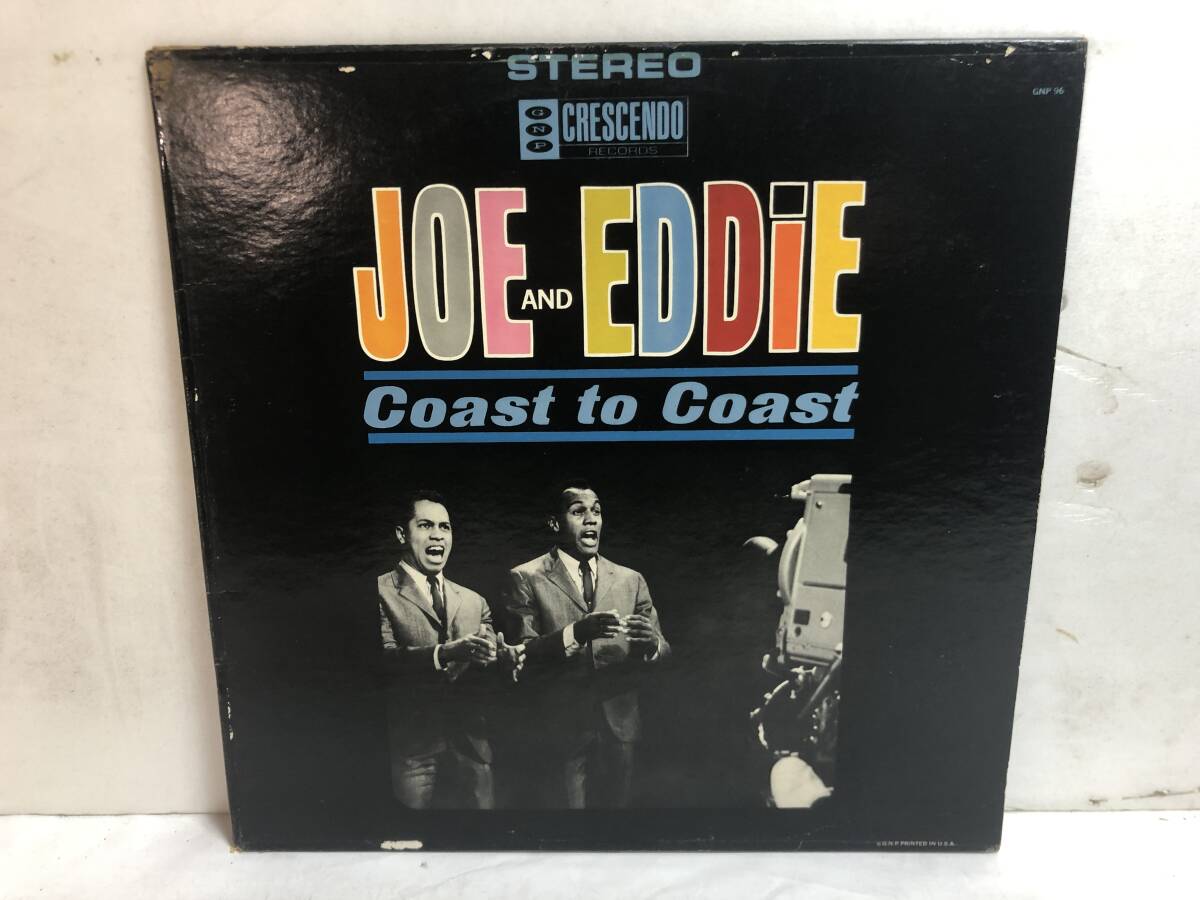 STEREO
GNP 96
GNP CRESCENDO
RECORDS
JOE AND EDDiE
Coast to Coast
© G.N.P. PRINTED IN U.S.A.